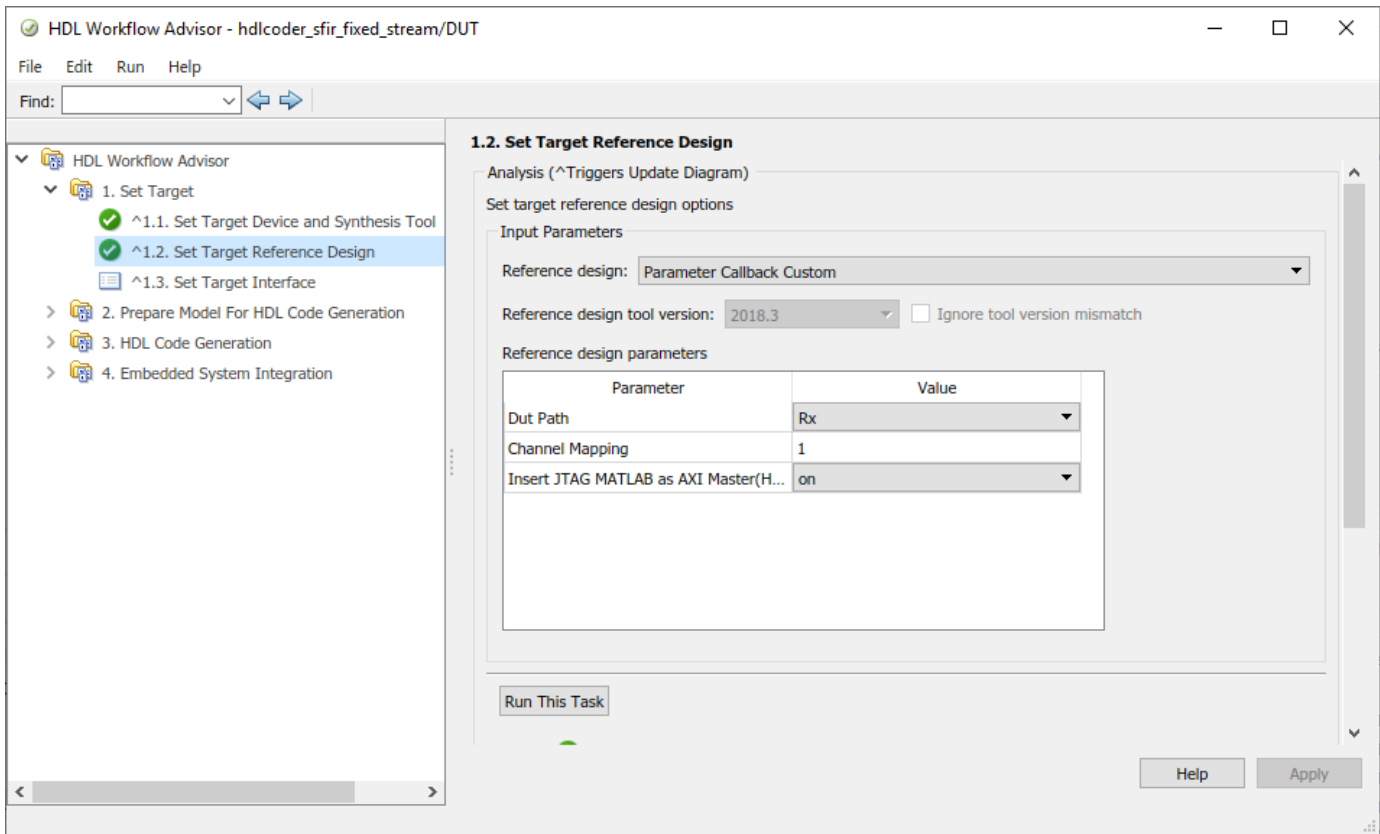 HDL Workflow Advisor - hdlcoder_sfir_fixed_stream/DUT
File Edit Run Help
Find:
HDL Workflow Advisor
1. Set Target
^1.1. Set Target Device and Synthesis Tool
^1.2. Set Target Reference Design
^1.3. Set Target Interface
2. Prepare Model For HDL Code Generation
3. HDL Code Generation
4. Embedded System Integration
1.2. Set Target Reference Design
Analysis (^Triggers Update Diagram)
Set target reference design options
Input Parameters
Reference design: Parameter Callback Custom
Reference design tool version: 2018.3 Ignore tool version mismatch
Reference design parameters
Parameter Value
Dut Path Rx
Channel Mapping 1
Insert JTAG MATLAB as AXI Master(H... on
Run This Task
Help Apply